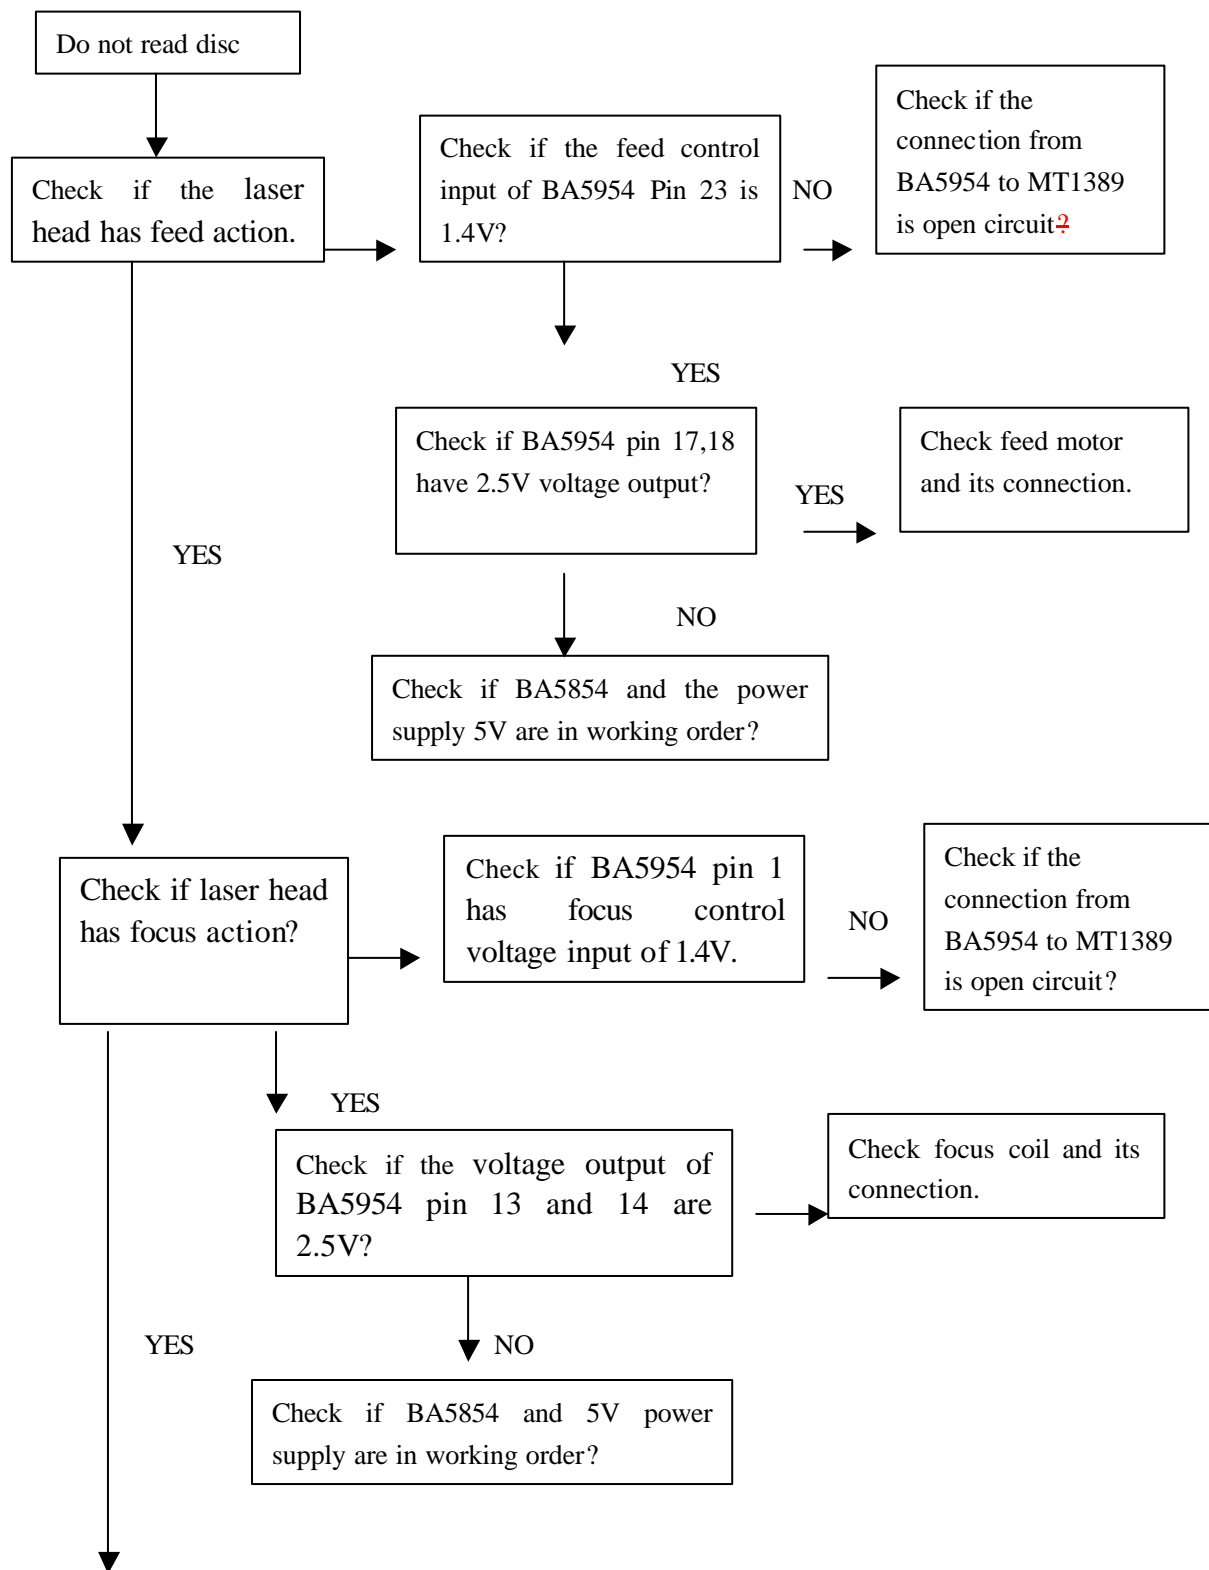 Do not read disc
Check if the laser
head has feed action.
Check if the feed control
input of BA5954 Pin 23 is
1.4V?
NO
Check if the
connection from
BA5954 to MT1389
is open circuit?
YES
Check if BA5954 pin 17,18
have 2.5V voltage output?
YES
Check feed motor
and its connection.
YES
NO
Check if BA5854 and the power
supply 5V are in working order?
Check if laser head
has focus action?
Check if BA5954 pin 1
has focus control
voltage input of 1.4V.
NO
Check if the
connection from
BA5954 to MT1389
is open circuit?
YES
Check if the voltage output of
BA5954 pin 13 and 14 are
2.5V?
Check focus coil and its
connection.
YES
NO
Check if BA5854 and 5V power
supply are in working order?